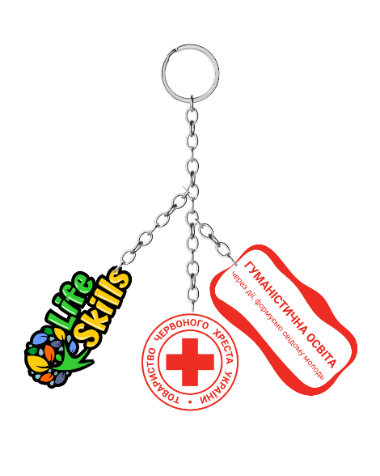 Life
Skills
ТОВАРИСТВО ЧЕРВОНОГО ХРЕСТА УКРАЇНИ •
ГУМАНІСТИЧНА ОСВІТА
через дії, формуємо свідому молодь